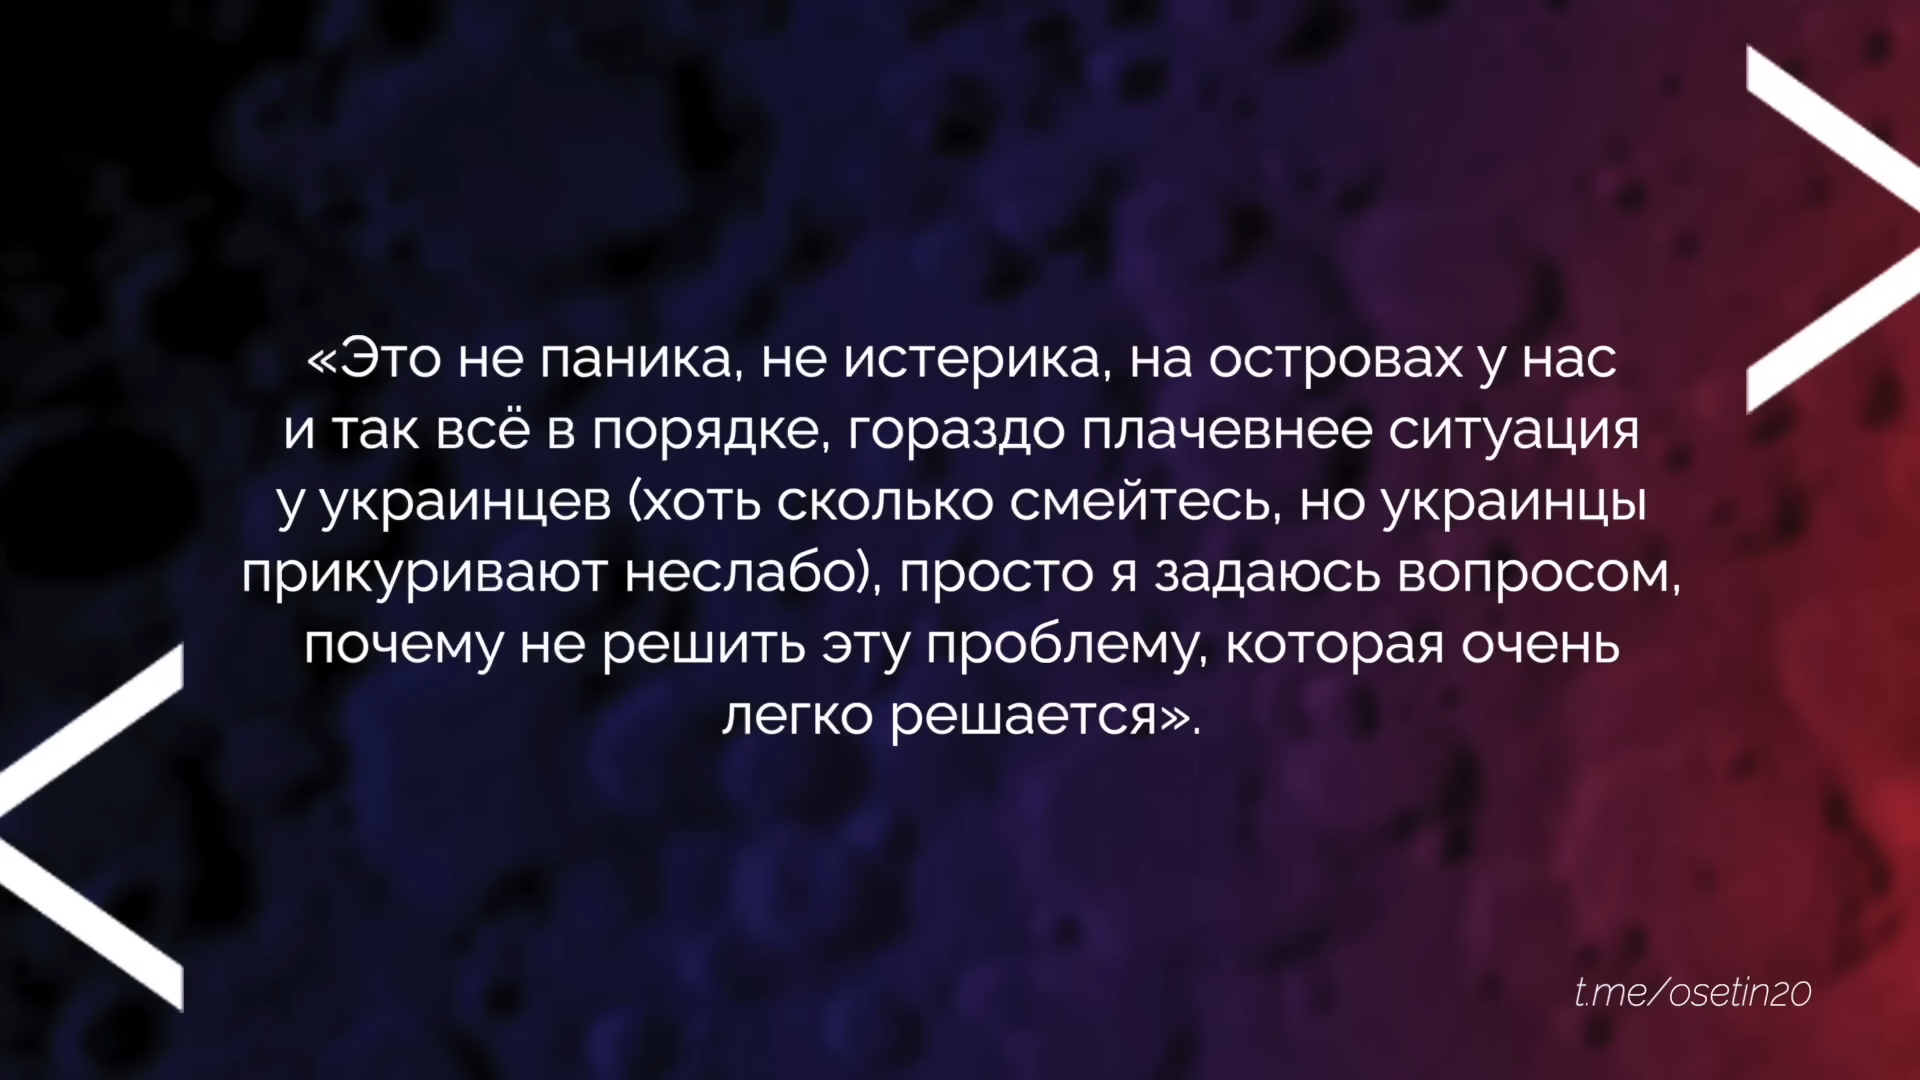 «Это не паника, не истерика, на островах у нас
и так всё в порядке, гораздо плачевнее ситуация
у украинцев (хоть сколько смейтесь, но украинцы
прикуривают неслабо), просто я задаюсь вопросом,
почему не решить эту проблему, которая очень
легко решается».
t.me/osetin20